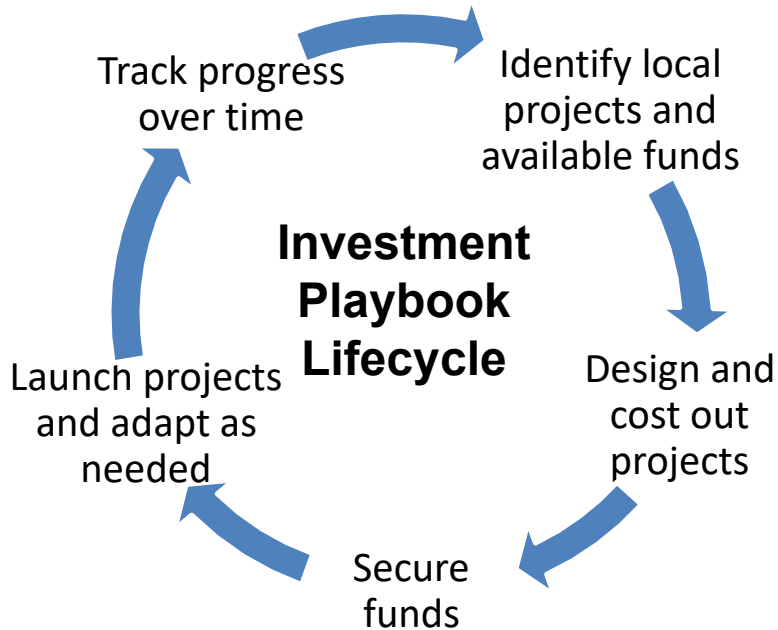 Track progress
over time
Identify local
projects and
available funds
Investment
Playbook
Lifecycle
Design and
cost out
projects
Secure
funds
Launch projects
and adapt as
needed